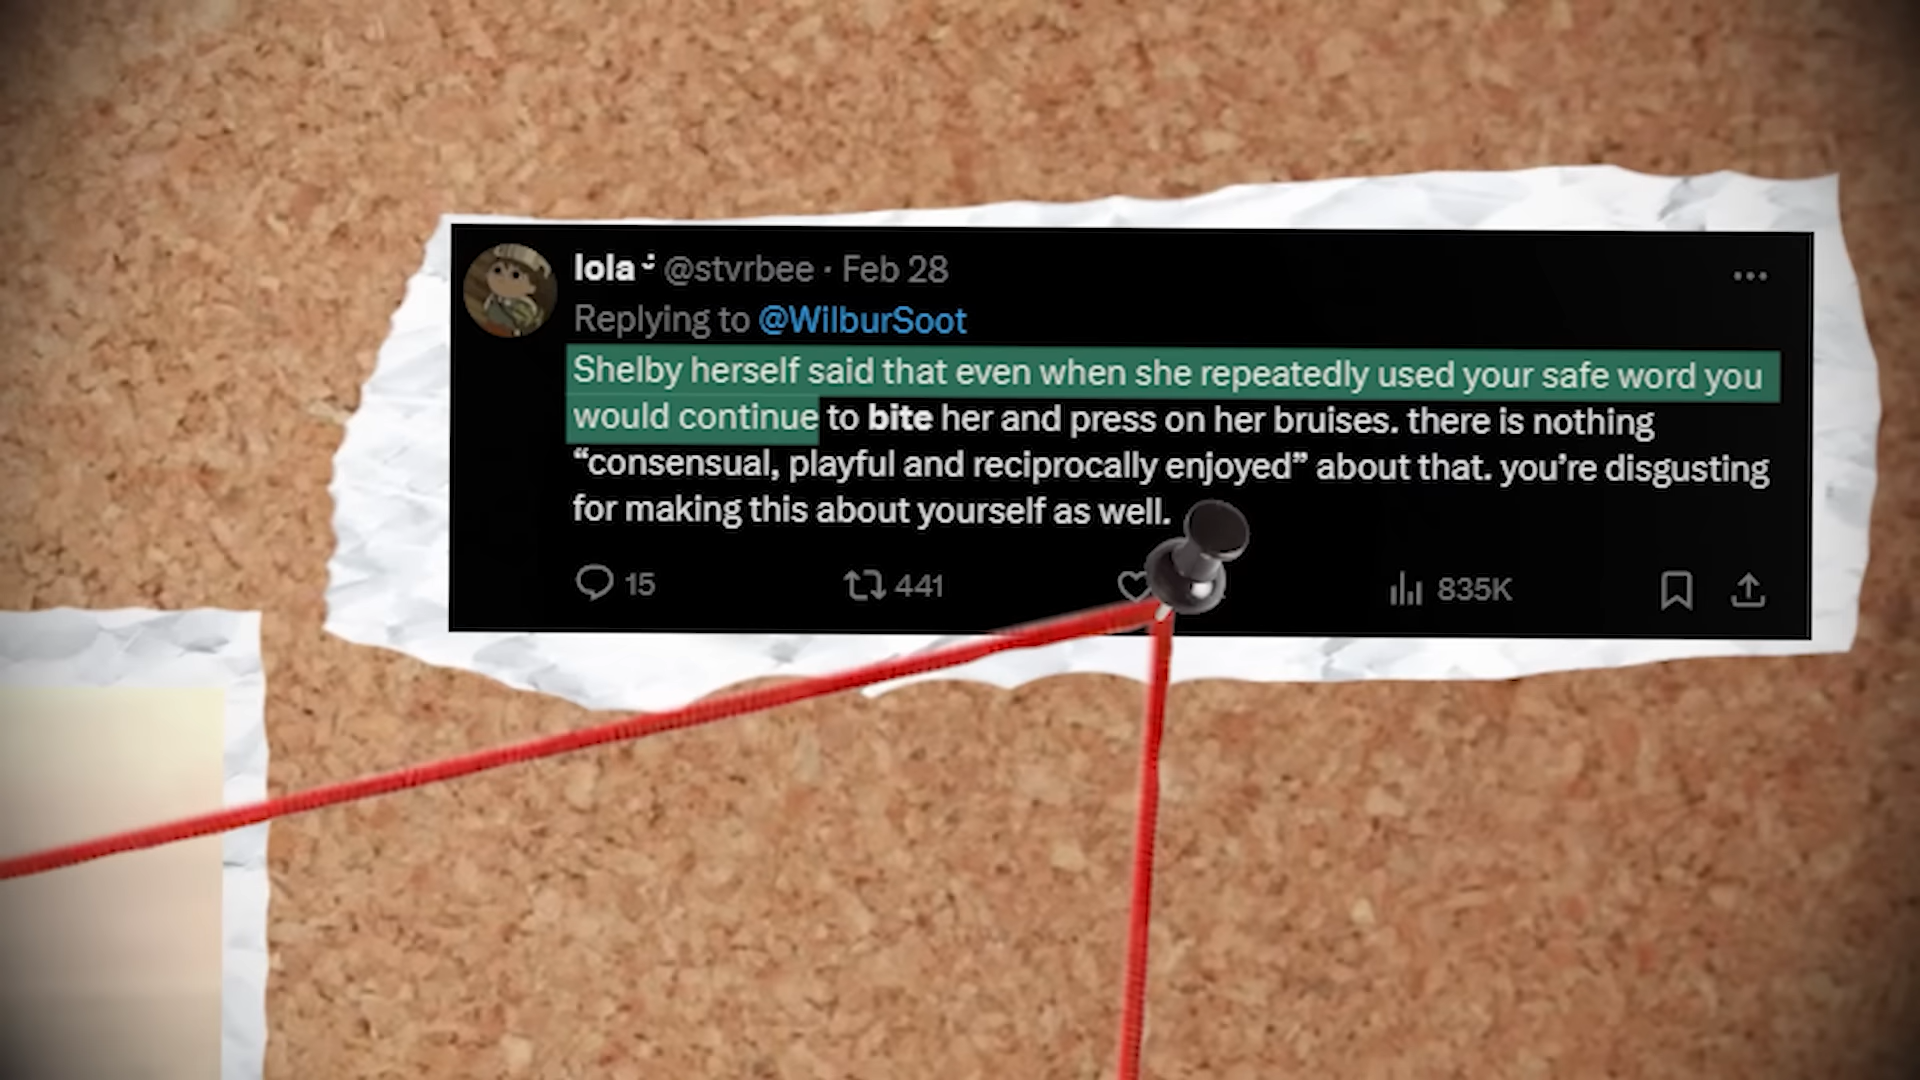 lola @stvrbee · Feb 28
Replying to @WilburSoot
Shelby herself said that even when she repeatedly used your safe word you
would continue to bite her and press on her bruises. there is nothing
“consensual, playful and reciprocally enjoyed” about that. you’re disgusting
for making this about yourself as well.
15 441 835K